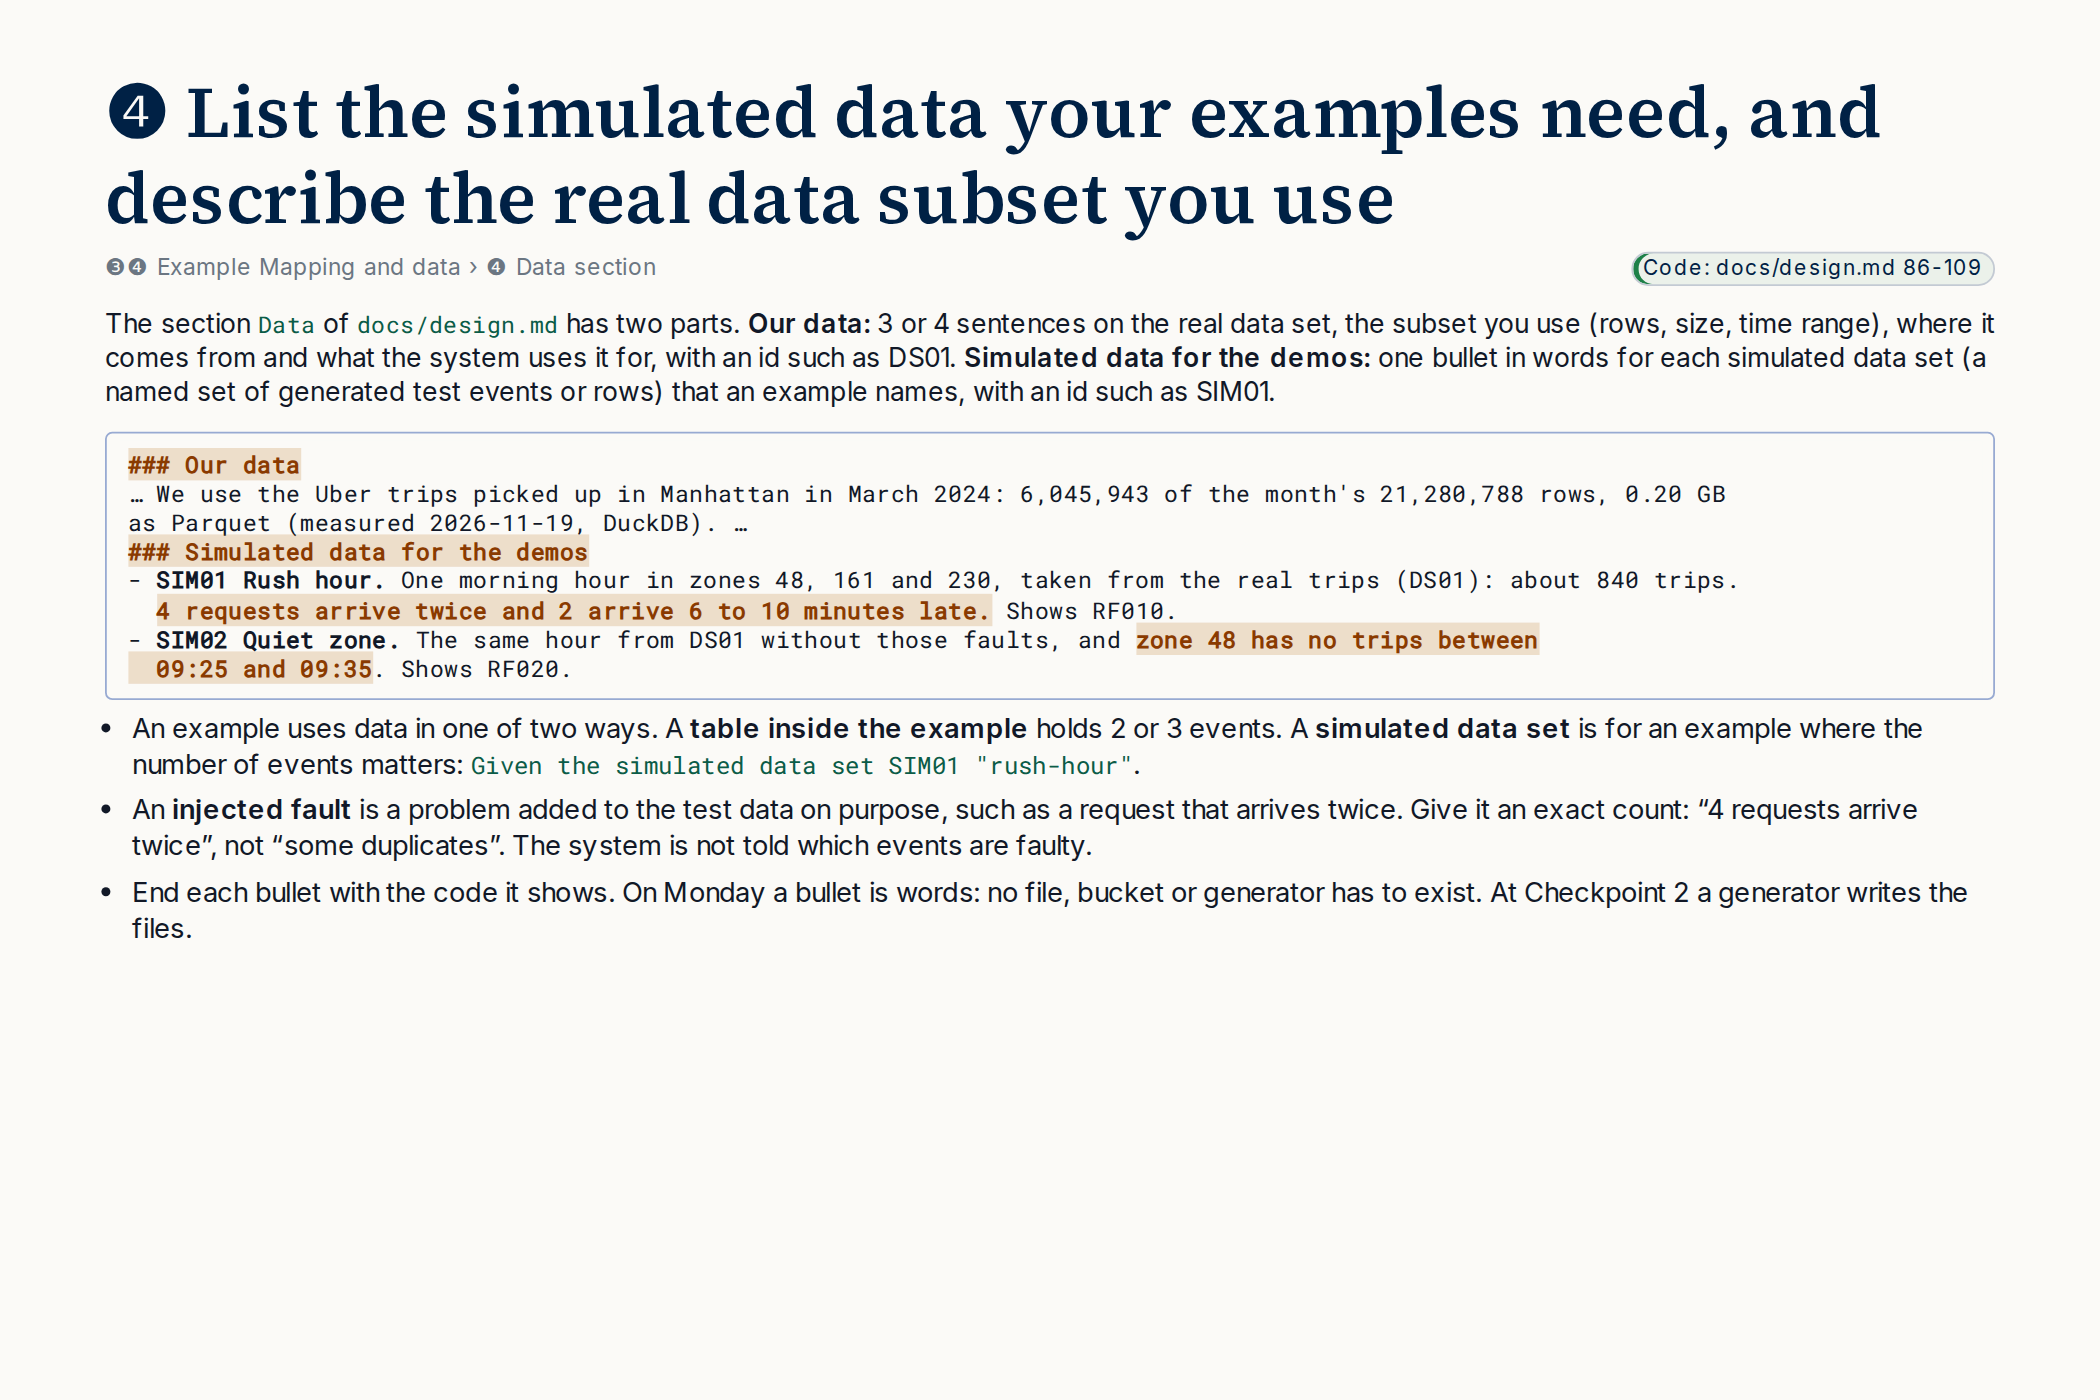 ❹ List the simulated data your examples need, and
describe the real data subset you use
❸❹ Example Mapping and data › ❹ Data section
Code: docs/design.md 86-109
The section Data of docs/design.md has two parts. Our data: 3 or 4 sentences on the real data set, the subset you use (rows, size, time range), where it
comes from and what the system uses it for, with an id such as DS01. Simulated data for the demos: one bullet in words for each simulated data set (a
named set of generated test events or rows) that an example names, with an id such as SIM01.
### Our data
… We use the Uber trips picked up in Manhattan in March 2024: 6,045,943 of the month's 21,280,788 rows, 0.20 GB
as Parquet (measured 2026-11-19, DuckDB). …
### Simulated data for the demos
- SIM01 Rush hour. One morning hour in zones 48, 161 and 230, taken from the real trips (DS01): about 840 trips.
4 requests arrive twice and 2 arrive 6 to 10 minutes late. Shows RF010.
- SIM02 Quiet zone. The same hour from DS01 without those faults, and zone 48 has no trips between
09:25 and 09:35. Shows RF020.
• An example uses data in one of two ways. A table inside the example holds 2 or 3 events. A simulated data set is for an example where the
number of events matters: Given the simulated data set SIM01 "rush-hour".
• An injected fault is a problem added to the test data on purpose, such as a request that arrives twice. Give it an exact count: “4 requests arrive
twice”, not “some duplicates”. The system is not told which events are faulty.
• End each bullet with the code it shows. On Monday a bullet is words: no file, bucket or generator has to exist. At Checkpoint 2 a generator writes the
files.